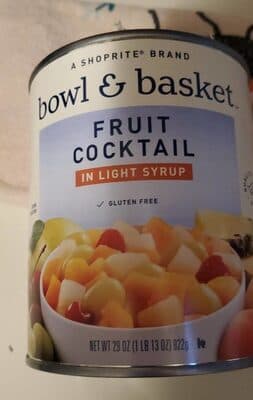 A SHOPRITE® BRAND
bowl & basket™
FRUIT
COCKTAIL
IN LIGHT SYRUP
✓ GLUTEN FREE
NET WT 29 OZ (1 LB 13 OZ) 822g